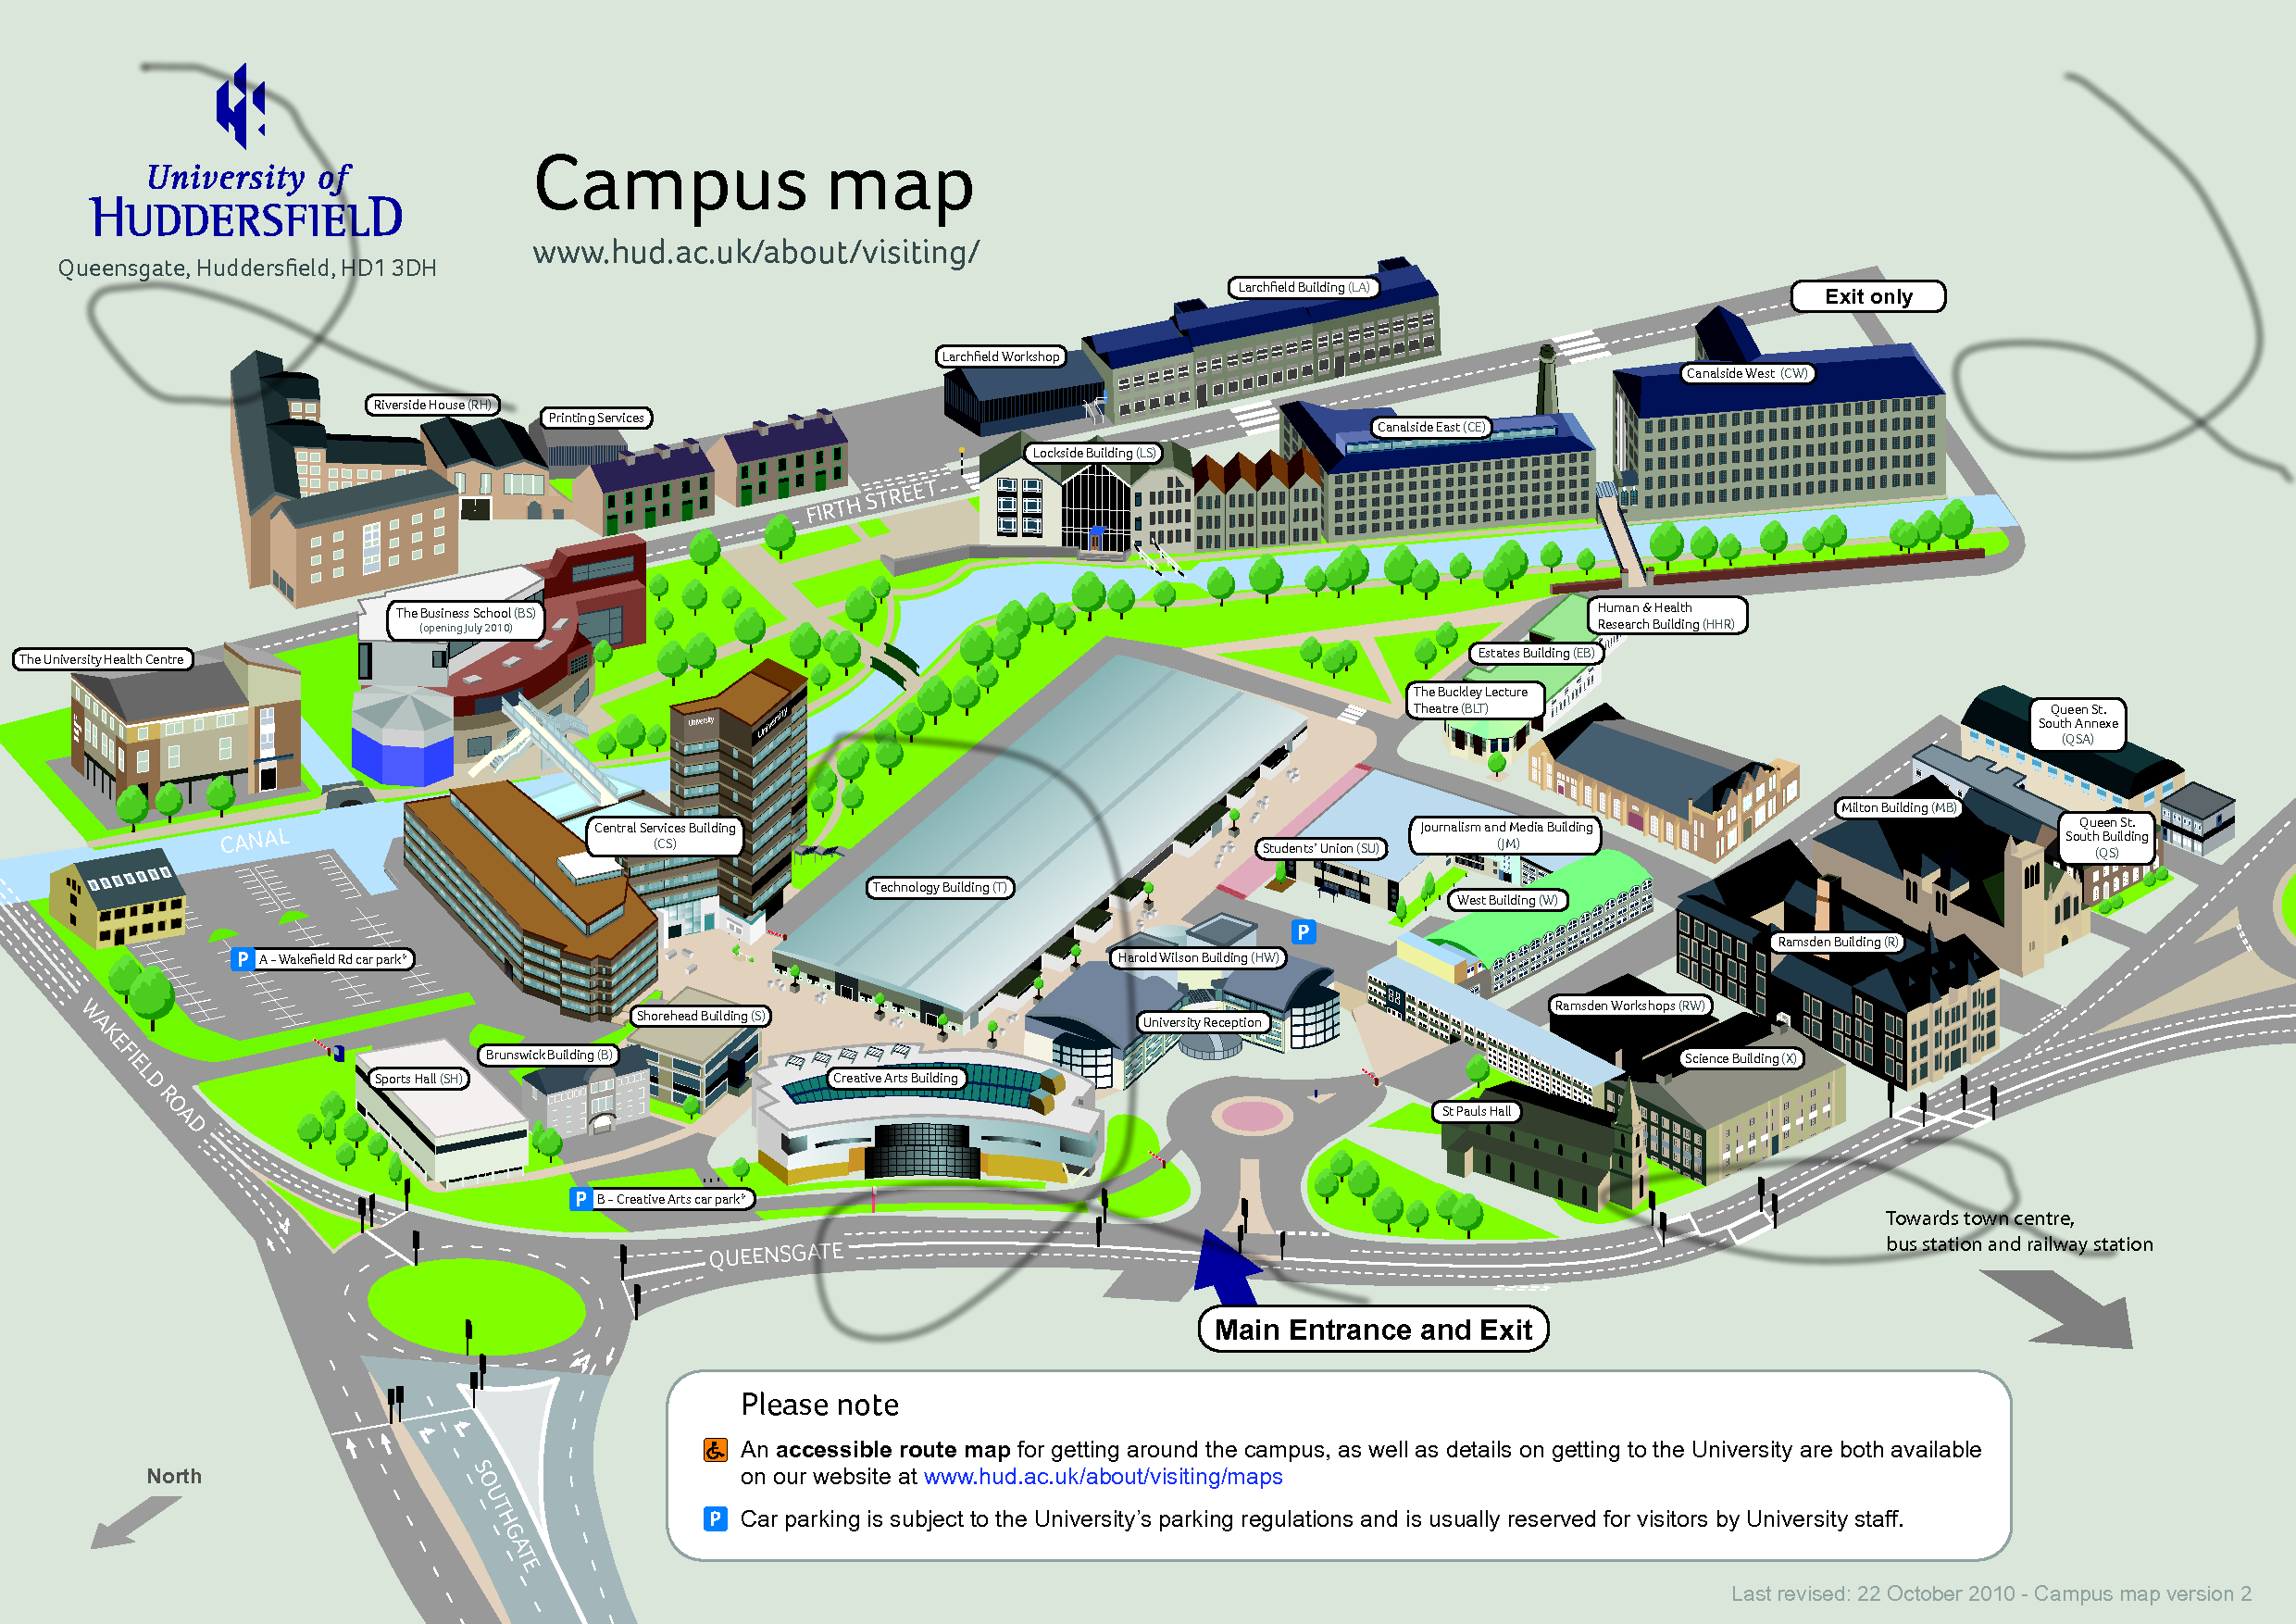 University of
HUDDERSFIELD
Queensgate, Huddersfield, HD1 3DH
Campus map
www.hud.ac.uk/about/visiting/
Larchfield Building (LA)
Exit only
Larchfield Workshop
Canalside West (CW)
Riverside House (RH)
Printing Services
Canalside East (CE)
Lockside Building (LS)
FIRTH STREET
The Business School (BS)
(opening July 2010)
Human & Health
Research Building (HHR)
The University Health Centre
Estates Building (EB)
The Buckley Lecture
Theatre (BLT)
Queen St.
South Annexe
(QSA)
University
University
Milton Building (MB)
CANAL
Central Services Building
(CS)
Journalism and Media Building
(JM)
Queen St.
South Building
(QS)
Students' Union (SU)
Technology Building (T)
West Building (W)
P
Ramsden Building (R)
P A - Wakefield Rd car park*
Harold Wilson Building (HW)
Ramsden Workshops (RW)
Shorehead Building (S)
University Reception
WAKEFIELD ROAD
Brunswick Building (B)
Science Building (X)
Sports Hall (SH)
Creative Arts Building
St Pauls Hall
P B - Creative Arts car park*
Towards town centre,
bus station and railway station
QUEENSGATE
Main Entrance and Exit
Please note
An accessible route map for getting around the campus, as well as details on getting to the University are both available
on our website at www.hud.ac.uk/about/visiting/maps
P Car parking is subject to the University's parking regulations and is usually reserved for visitors by University staff.
North
SOUTHGATE
Last revised: 22 October 2010 - Campus map version 2